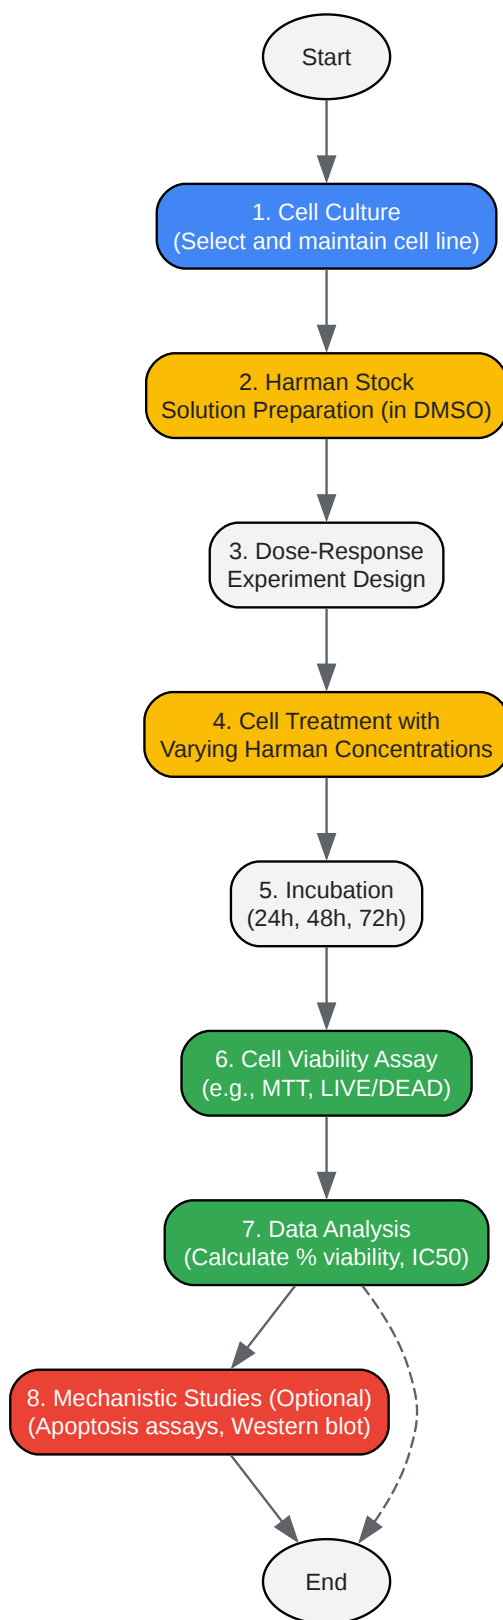 Start
1. Cell Culture
(Select and maintain cell line)
2. Harman Stock
Solution Preparation (in DMSO)
3. Dose-Response
Experiment Design
4. Cell Treatment with
Varying Harman Concentrations
5. Incubation
(24h, 48h, 72h)
6. Cell Viability Assay
(e.g., MTT, LIVE/DEAD)
7. Data Analysis
(Calculate % viability, IC50)
8. Mechanistic Studies (Optional)
(Apoptosis assays, Western blot)
End